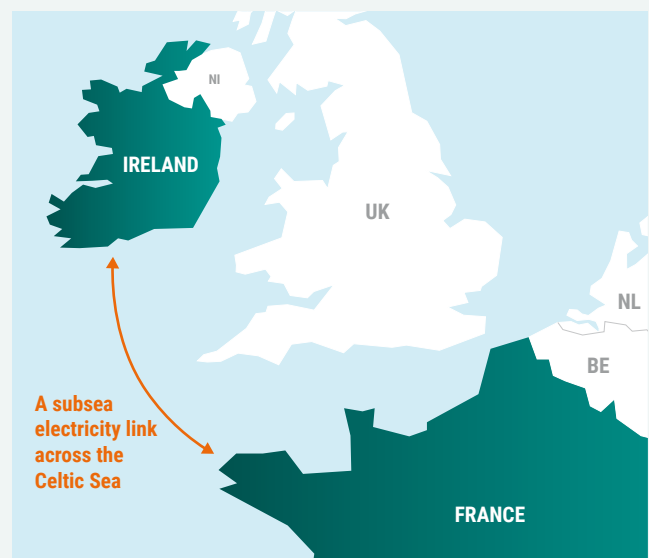 NI
IRELAND
UK
NL
BE
A subsea
electricity link
across the
Celtic Sea
FRANCE